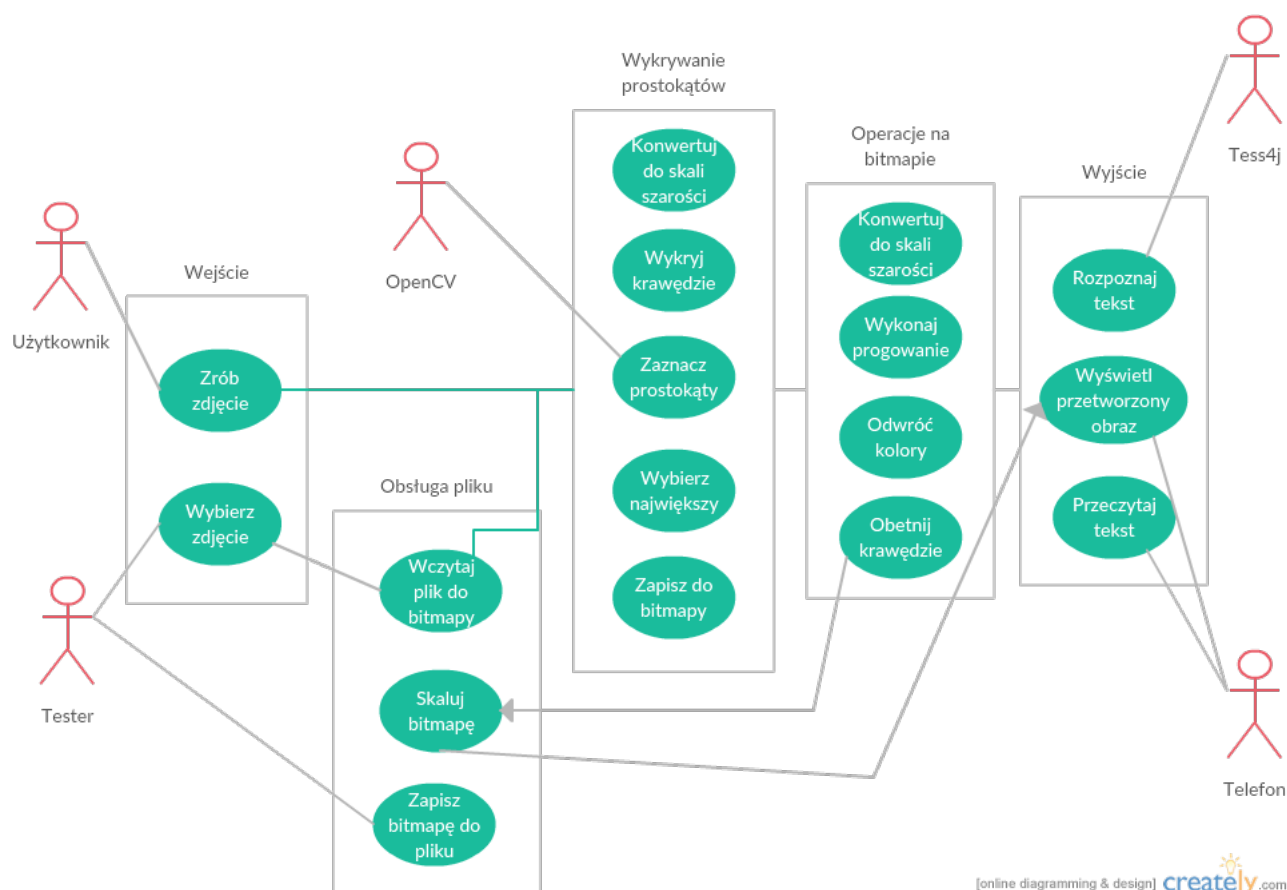 Wykrywanie
prostokątów
Konwertuj
do skali
szarości
Wykryj
krawędzie
Zaznacz
prostokąty
Wybierz
największy
Zapisz do
bitmapy
Operacje na
bitmapie
Konwertuj
do skali
szarości
Wykonaj
progowanie
Odwróć
kolory
Obetnij
krawędzie
Wyjście
Rozpoznaj
tekst
Wyświetl
przetworzony
obraz
Przeczytaj
tekst
Tess4j
OpenCV
Użytkownik
Wejście
Zrób
zdjęcie
Wybierz
zdjęcie
Obsługa pliku
Wczytaj
plik do
bitmapy
Skaluj
bitmapę
Zapisz
bitmapę do
pliku
Tester
Telefon
[online diagramming & design] creately.com